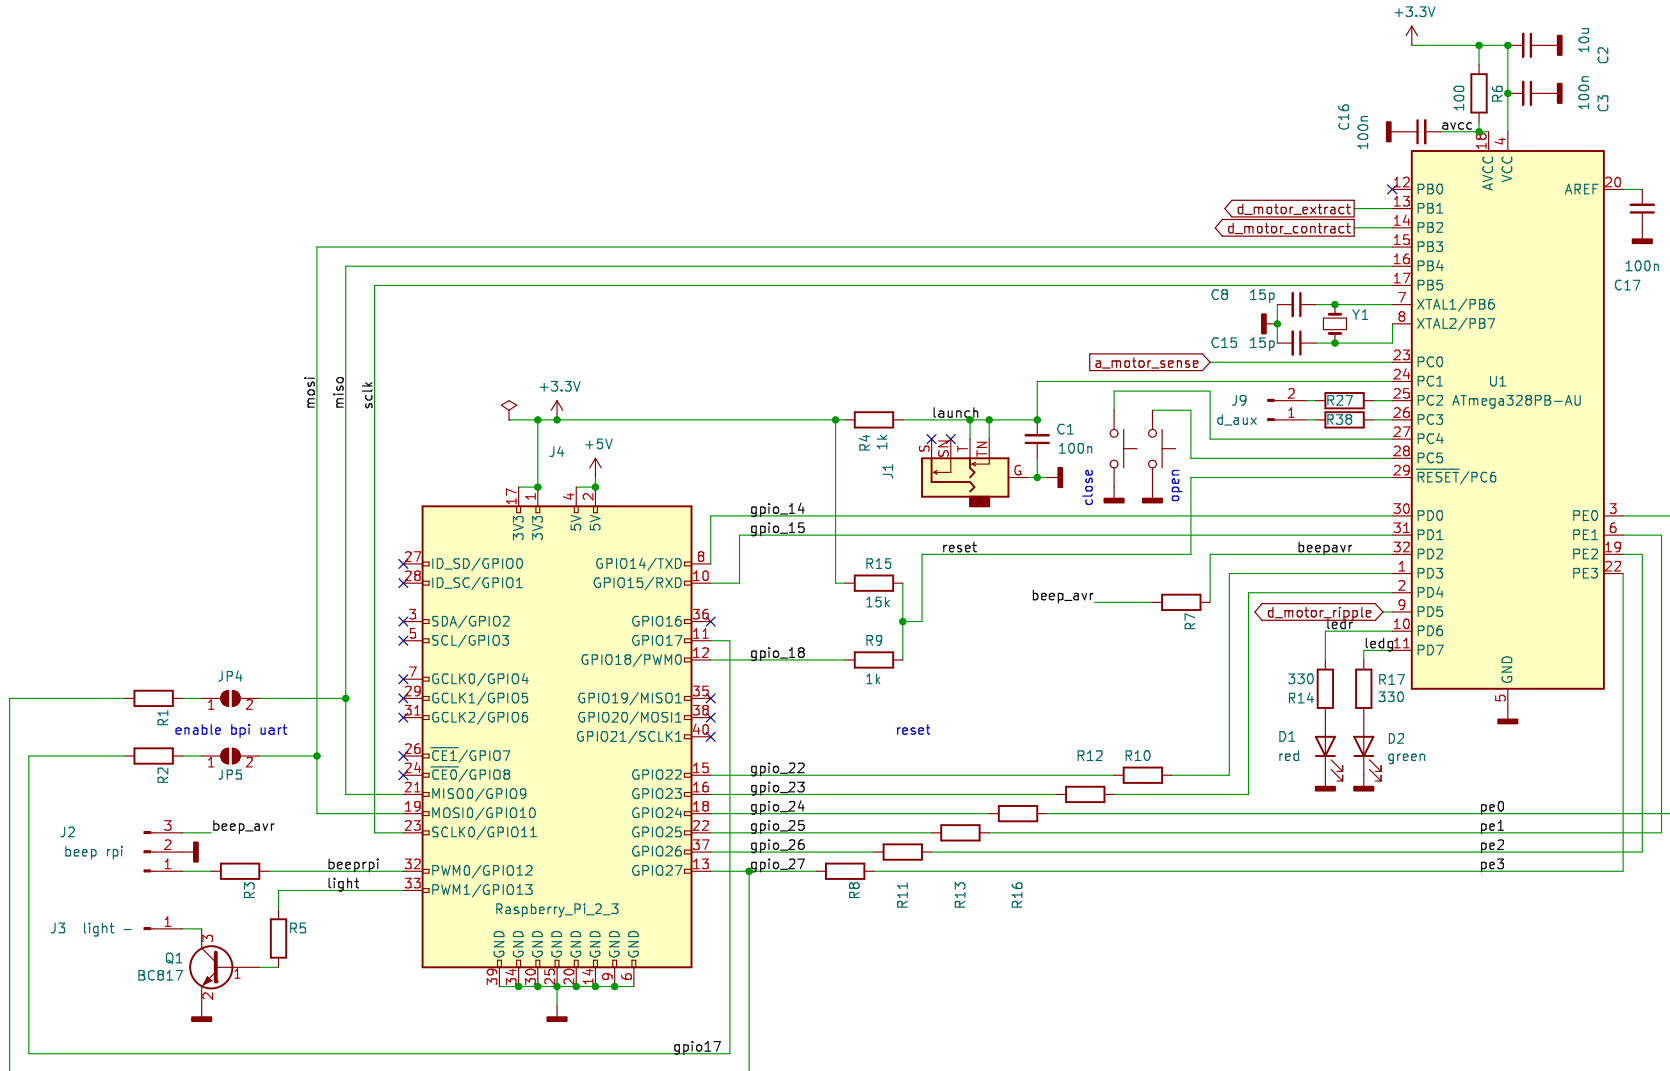 +3.3V
10u
C2
100
R6
100n
C3
C16
100n
avcc
18
4
AVCC
VCC
12 PB0
AREF 20
d_motor_extract 13 PB1
d_motor_contract 14 PB2
15 PB3
16 PB4
17 PB5
100n
C17
C8 15p
7 XTAL1/PB6
Y1
8 XTAL2/PB7
C15 15p
a_motor_sense 23 PC0
24 PC1
U1
ATmega328PB-AU
J9 2 R27 25 PC2
d_aux 1 R38 26 PC3
27 PC4
28 PC5
29 RESET/PC6
mosi
miso
sclk
+3.3V
launch
R4
1k
C1
100n
J1
S
SN
T
TN
G
close
open
J4
+5V
17
1
4
2
3V3
3V3
5V
5V
gpio_14 30 PD0
PE0 3
gpio_15 31 PD1
PE1 6
reset
beepavr 32 PD2
PE2 19
1 PD3
PE3 22
2 PD4
d_motor_ripple 9 PD5
ledr 10 PD6
ledg 11 PD7
GND
5
beep_avr
R7
R15
15k
R9
1k
gpio_18
27 ID_SD/GPIO0
GPIO14/TXD 8
28 ID_SC/GPIO1
GPIO15/RXD 10
3 SDA/GPIO2
GPIO16 36
5 SCL/GPIO3
GPIO17 11
GPIO18/PWM0 12
7 GCLK0/GPIO4
29 GCLK1/GPIO5
GPIO19/MISO1 35
31 GCLK2/GPIO6
GPIO20/MOSI1 38
GPIO21/SCLK1 40
26 CE1/GPIO7
24 CE0/GPIO8
GPIO22 15
21 MISO0/GPIO9
GPIO23 16
19 MOSI0/GPIO10
GPIO24 18
23 SCLK0/GPIO11
GPIO25 22
GPIO26 37
32 PWM0/GPIO12
GPIO27 13
33 PWM1/GPIO13
Raspberry_Pi_2_3
GND GND GND GND GND GND GND GND
39 34 30 25 20 14 9 6
330
R14
R17
330
D1
red
D2
green
reset
R12
R10
gpio_22
gpio_23
gpio_24
pe0
gpio_25
pe1
gpio_26
pe2
gpio_27
pe3
R8
R11
R13
R16
JP4
1 2
R1
enable bpi uart
R2
1 2
JP5
J2
beep rpi
3
beep_avr
2
1
R3
beeprpi
light
R5
J3 light - 1
3
Q1
BC817
1
2
gpio17